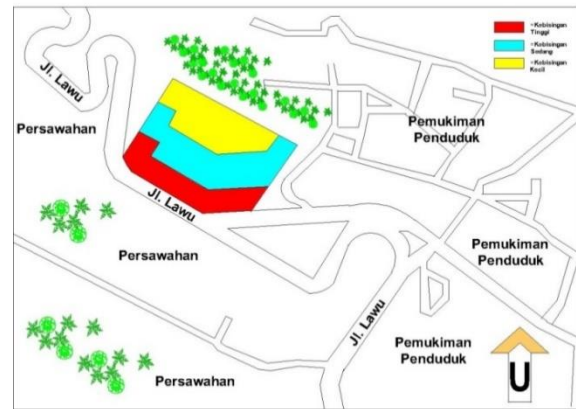 =Kebisingan
Tinggi
=Kebisingan
Sedang
=Kebisingan
Kecil
Jl. Lawu
Persawahan
Pemukiman
Penduduk
Jl. Lawu
Persawahan
Pemukiman
Penduduk
Jl. Lawu
Pemukiman
Penduduk
Persawahan
U